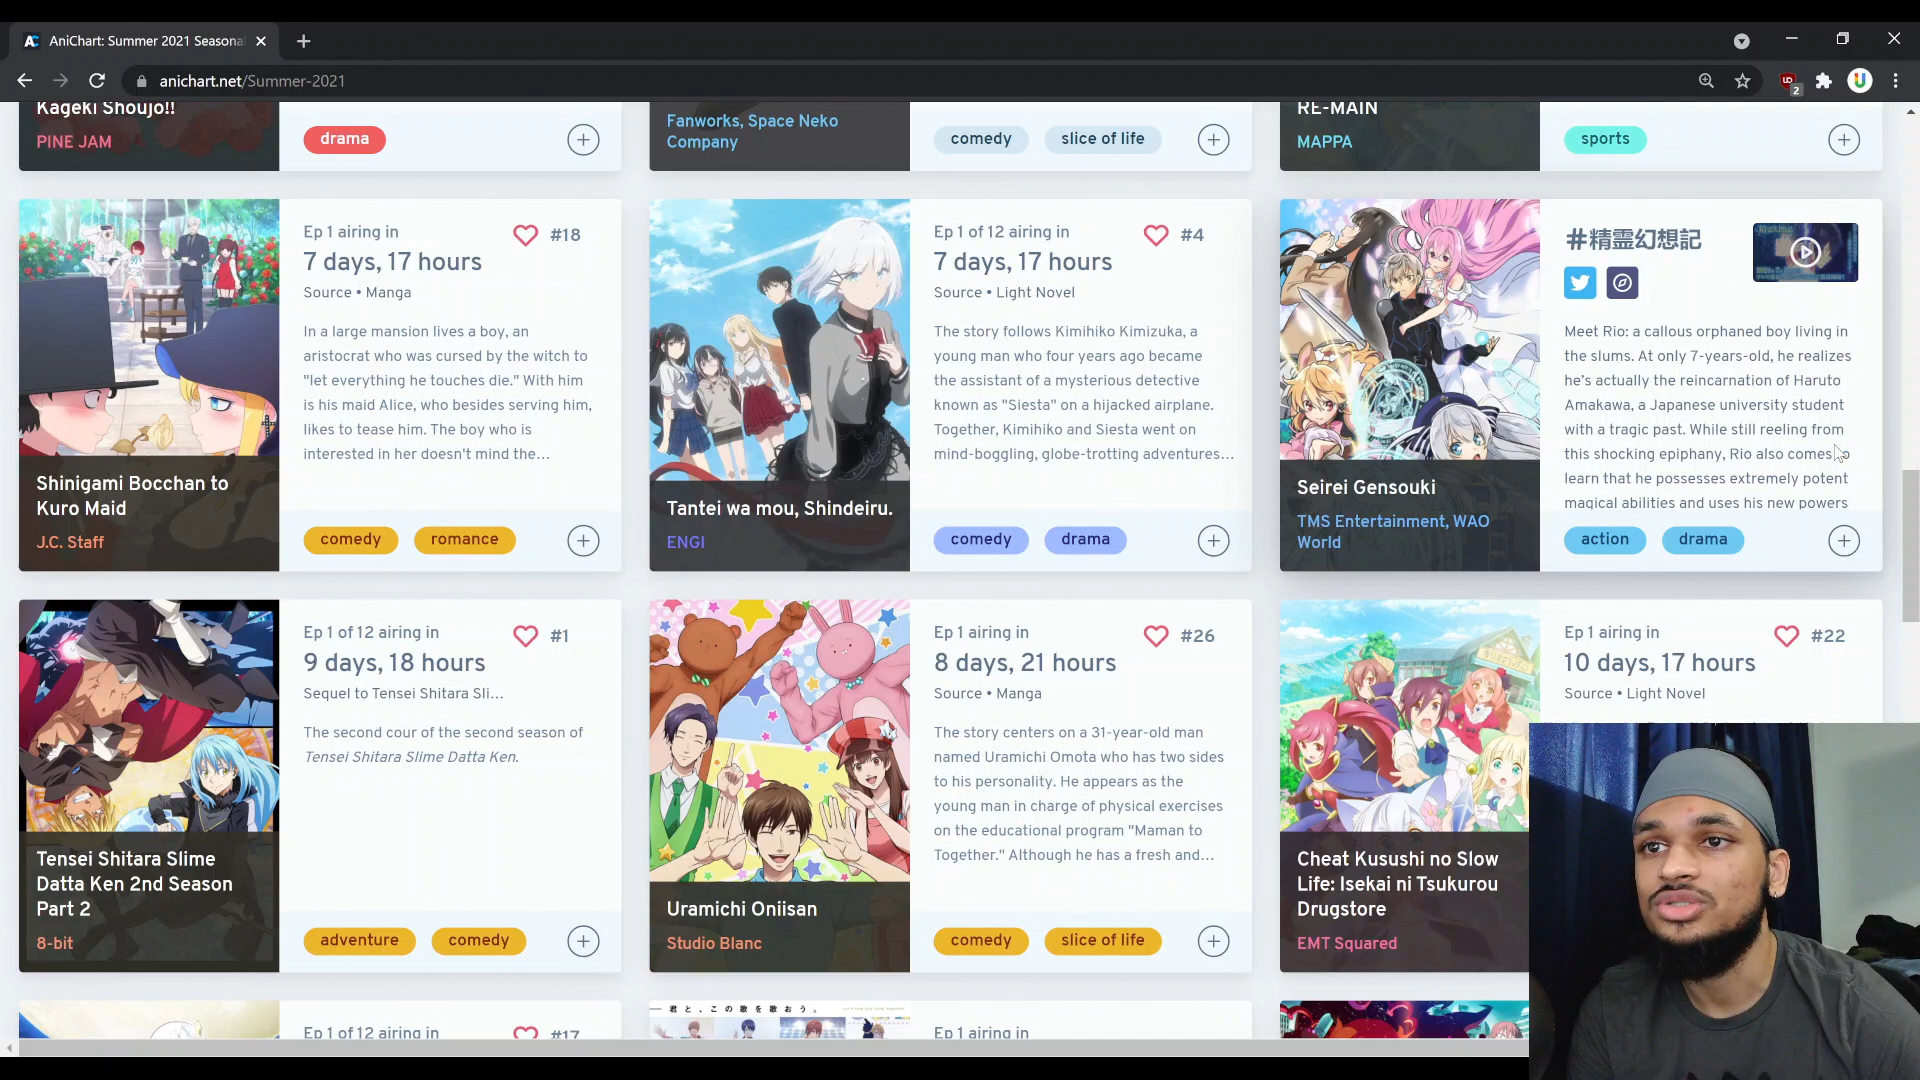 AniChart: Summer 2021 Seasona
anichart.net/Summer-2021
2
Kageki Shoujo!!
PINE JAM
drama
Fanworks, Space Neko
Company
comedy
slice of life
RE-MAIN
MAPPA
sports
Ep 1 airing in
#18
7 days, 17 hours
Source • Manga
In a large mansion lives a boy, an
aristocrat who was cursed by the witch to
"let everything he touches die." With him
is his maid Alice, who besides serving him,
likes to tease him. The boy who is
interested in her doesn't mind the...
Shinigami Bocchan to
Kuro Maid
J.C. Staff
comedy
romance
Ep 1 of 12 airing in
#4
7 days, 17 hours
Source • Light Novel
The story follows Kimihiko Kimizuka, a
young man who four years ago became
the assistant of a mysterious detective
known as "Siesta" on a hijacked airplane.
Together, Kimihiko and Siesta went on
mind-boggling, globe-trotting adventures...
Tantei wa mou, Shindeiru.
ENGI
comedy
drama
#精霊幻想記
Meet Rio: a callous orphaned boy living in
the slums. At only 7-years-old, he realizes
he's actually the reincarnation of Haruto
Amakawa, a Japanese university student
with a tragic past. While still reeling from
this shocking epiphany, Rio also comes to
learn that he possesses extremely potent
magical abilities and uses his new powers
Seirei Gensouki
TMS Entertainment, WAO
World
action
drama
Ep 1 of 12 airing in
#1
9 days, 18 hours
Sequel to Tensei Shitara Sli...
The second cour of the second season of
Tensei Shitara Slime Datta Ken.
Tensei Shitara Slime
Datta Ken 2nd Season
Part 2
8-bit
adventure
comedy
Ep 1 airing in
#26
8 days, 21 hours
Source • Manga
The story centers on a 31-year-old man
named Uramichi Omota who has two sides
to his personality. He appears as the
young man in charge of physical exercises
on the educational program "Maman to
Together." Although he has a fresh and...
Uramichi Oniisan
Studio Blanc
comedy
slice of life
Ep 1 airing in
#22
10 days, 17 hours
Source • Light Novel
Cheat Kusushi no Slow
Life: Isekai ni Tsukurou
Drugstore
EMT Squared
Ep 1 of 12 airing in
#17
君と、この歌を歌おう。
Ep 1 airing in